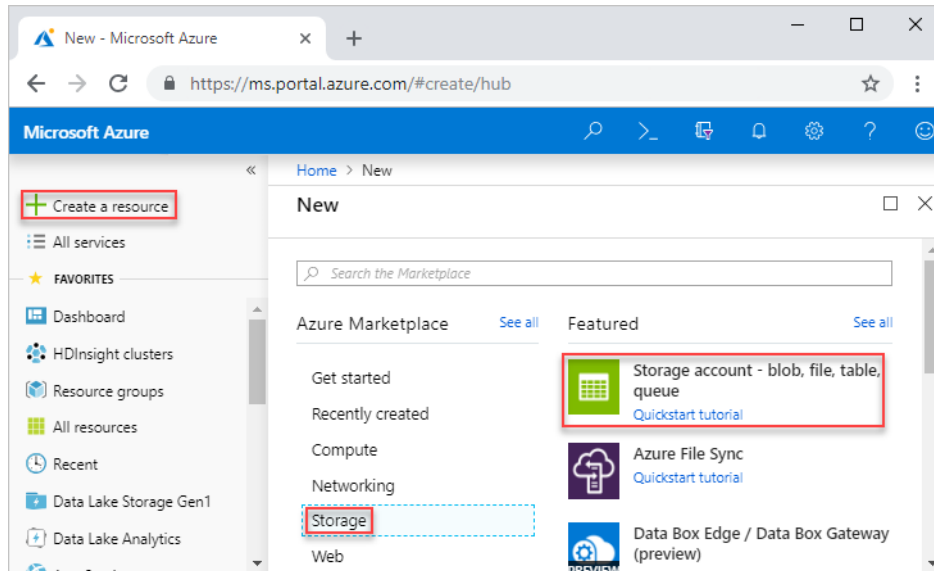 New - Microsoft Azure
https://ms.portal.azure.com/#create/hub
Microsoft Azure
Home > New
Create a resource
New
All services
FAVORITES
Search the Marketplace
Dashboard
Azure Marketplace See all
Featured See all
HDInsight clusters
Resource groups
All resources
Recent
Data Lake Storage Gen1
Data Lake Analytics
Get started
Recently created
Compute
Networking
Storage
Web
Storage account - blob, file, table,
queue
Quickstart tutorial
Azure File Sync
Quickstart tutorial
Data Box Edge / Data Box Gateway
(preview)
PREVIEW